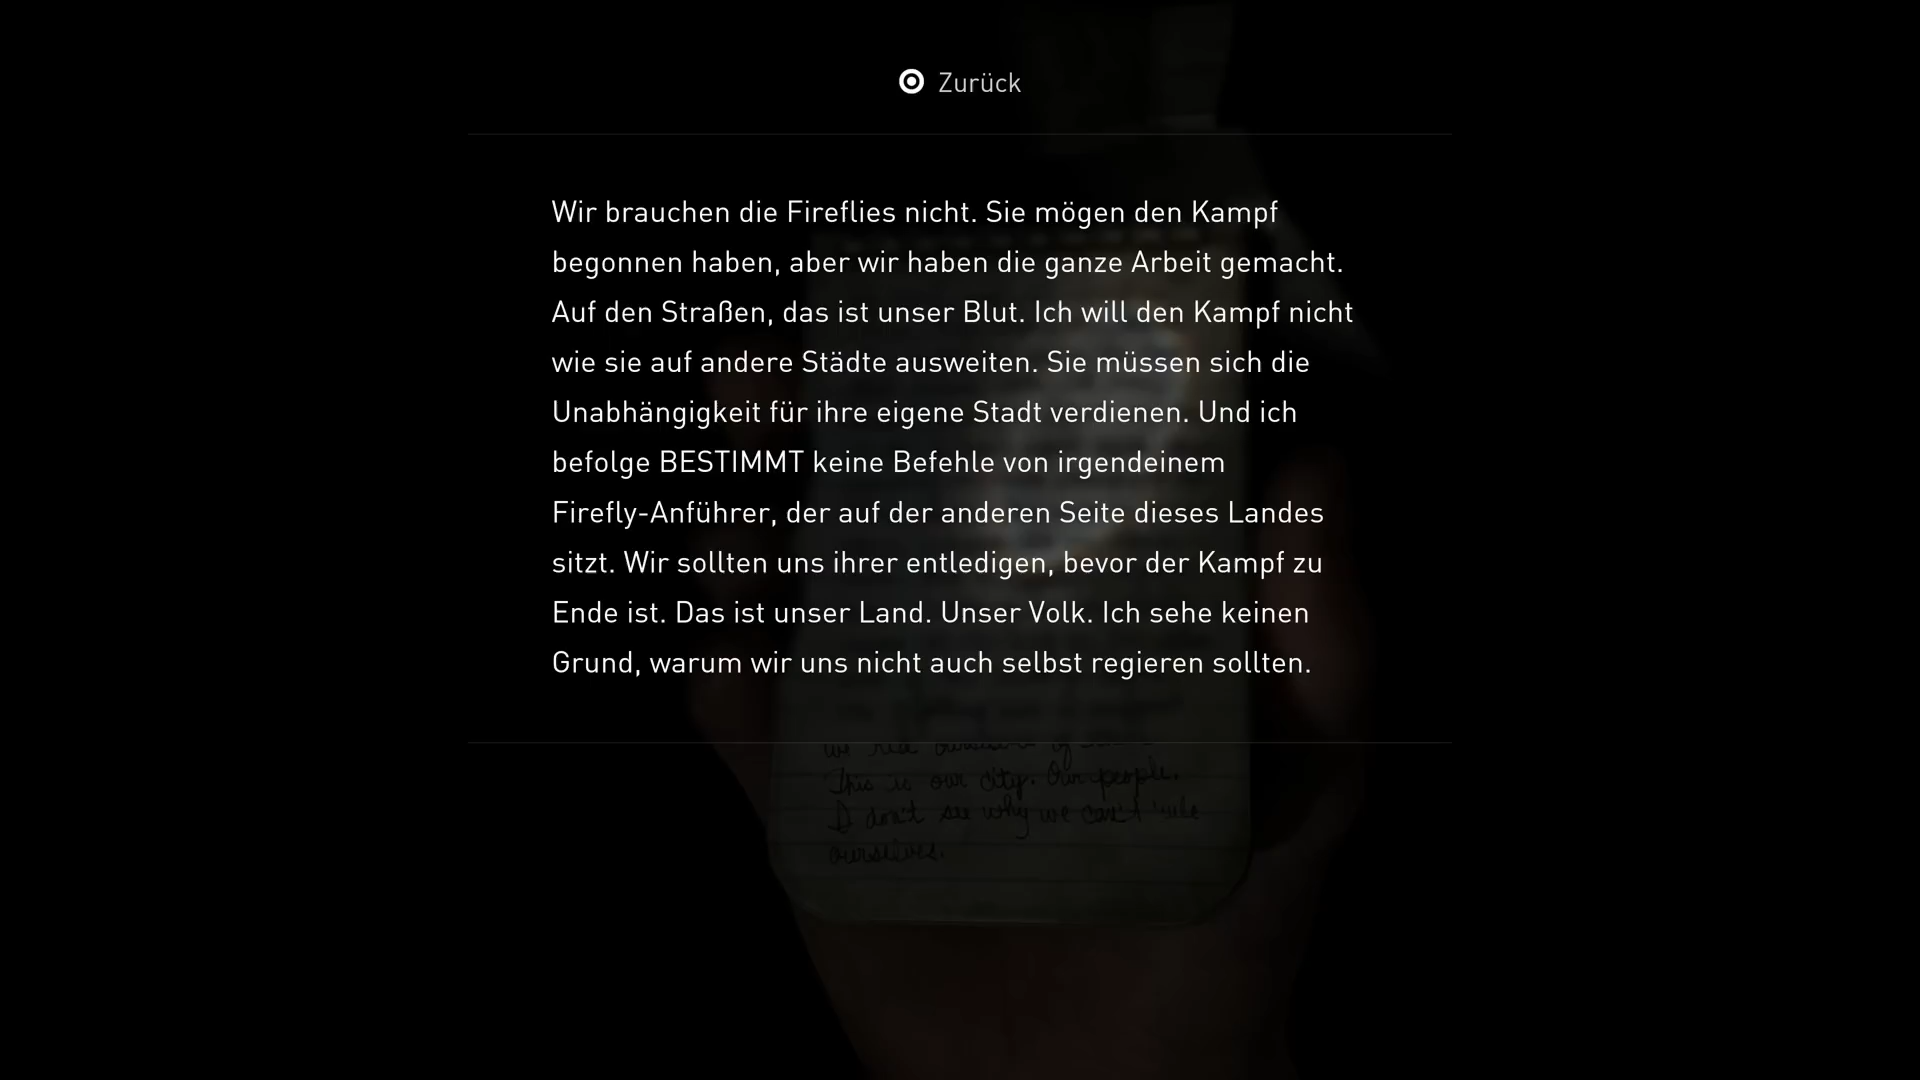 Zurück
Wir brauchen die Fireflies nicht. Sie mögen den Kampf
begonnen haben, aber wir haben die ganze Arbeit gemacht.
Auf den Straßen, das ist unser Blut. Ich will den Kampf nicht
wie sie auf andere Städte ausweiten. Sie müssen sich die
Unabhängigkeit für ihre eigene Stadt verdienen. Und ich
befolge BESTIMMT keine Befehle von irgendeinem
Firefly-Anführer, der auf der anderen Seite dieses Landes
sitzt. Wir sollten uns ihrer entledigen, bevor der Kampf zu
Ende ist. Das ist unser Land. Unser Volk. Ich sehe keinen
Grund, warum wir uns nicht auch selbst regieren sollten.
we ourselves of
This is our city. Our people.
I don't see why we can't rule
ourselves.